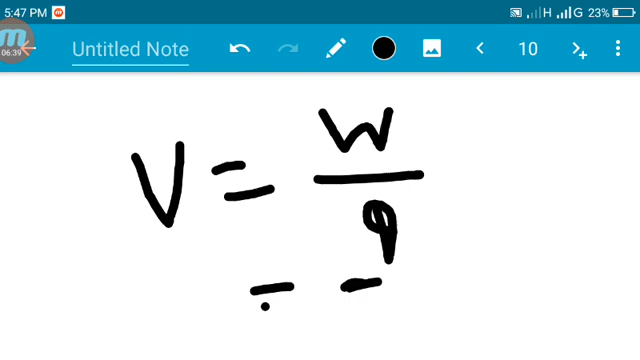 5:47 PM H G 23%
06:39 Untitled Note 10
V = W / q
= -